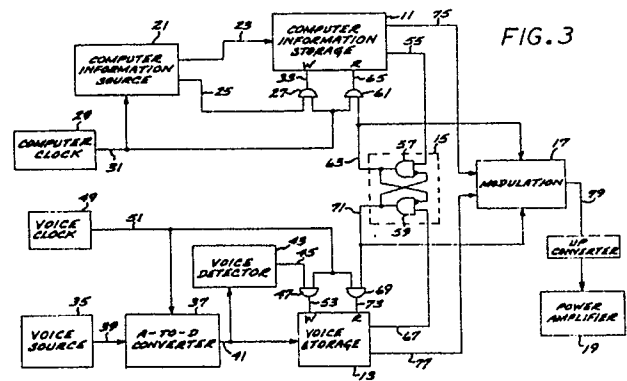 FIG. 3
21
COMPUTER
INFORMATION
SOURCE
23
COMPUTER
INFORMATION
STORAGE
W R
11
75
55
25
33
65
27
61
29
COMPUTER
CLOCK
31
63
57
15
17
MODULATION
79
71
59
49
VOICE
CLOCK
51
43
VOICE
DETECTOR
45
47
69
UP
CONVERTER
35
VOICE
SOURCE
39
37
A-TO-D
CONVERTER
41
53
73
W R
VOICE
STORAGE
13
67
77
POWER
AMPLIFIER
19